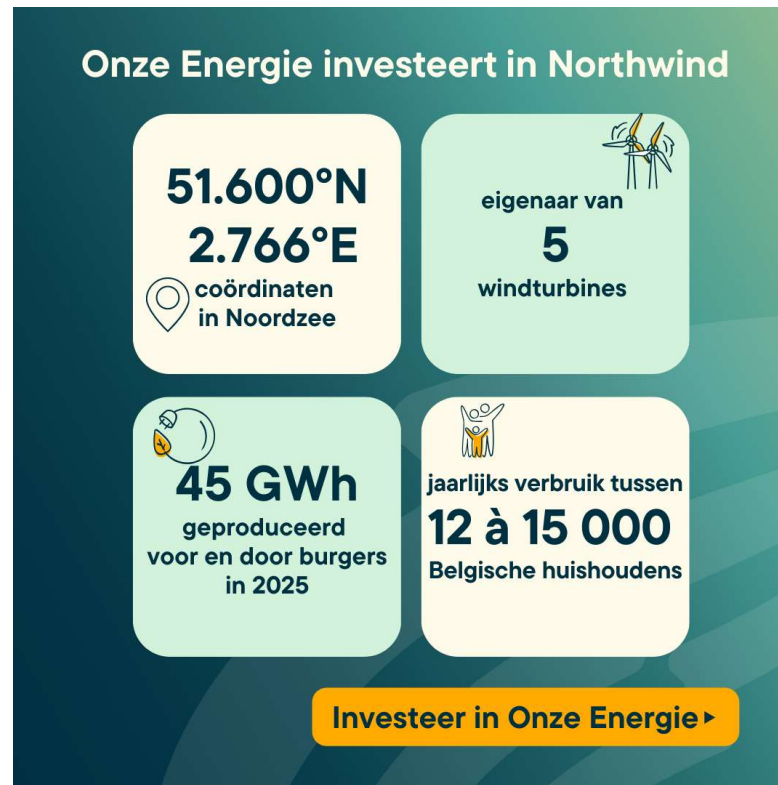 Onze Energie investeert in Northwind
51.600°N
2.766°E
coördinaten
in Noordzee
eigenaar van
5
windturbines
45 GWh
geproduceerd
voor en door burgers
in 2025
jaarlijks verbruik tussen
12 à 15 000
Belgische huishoudens
Investeer in Onze Energie▸